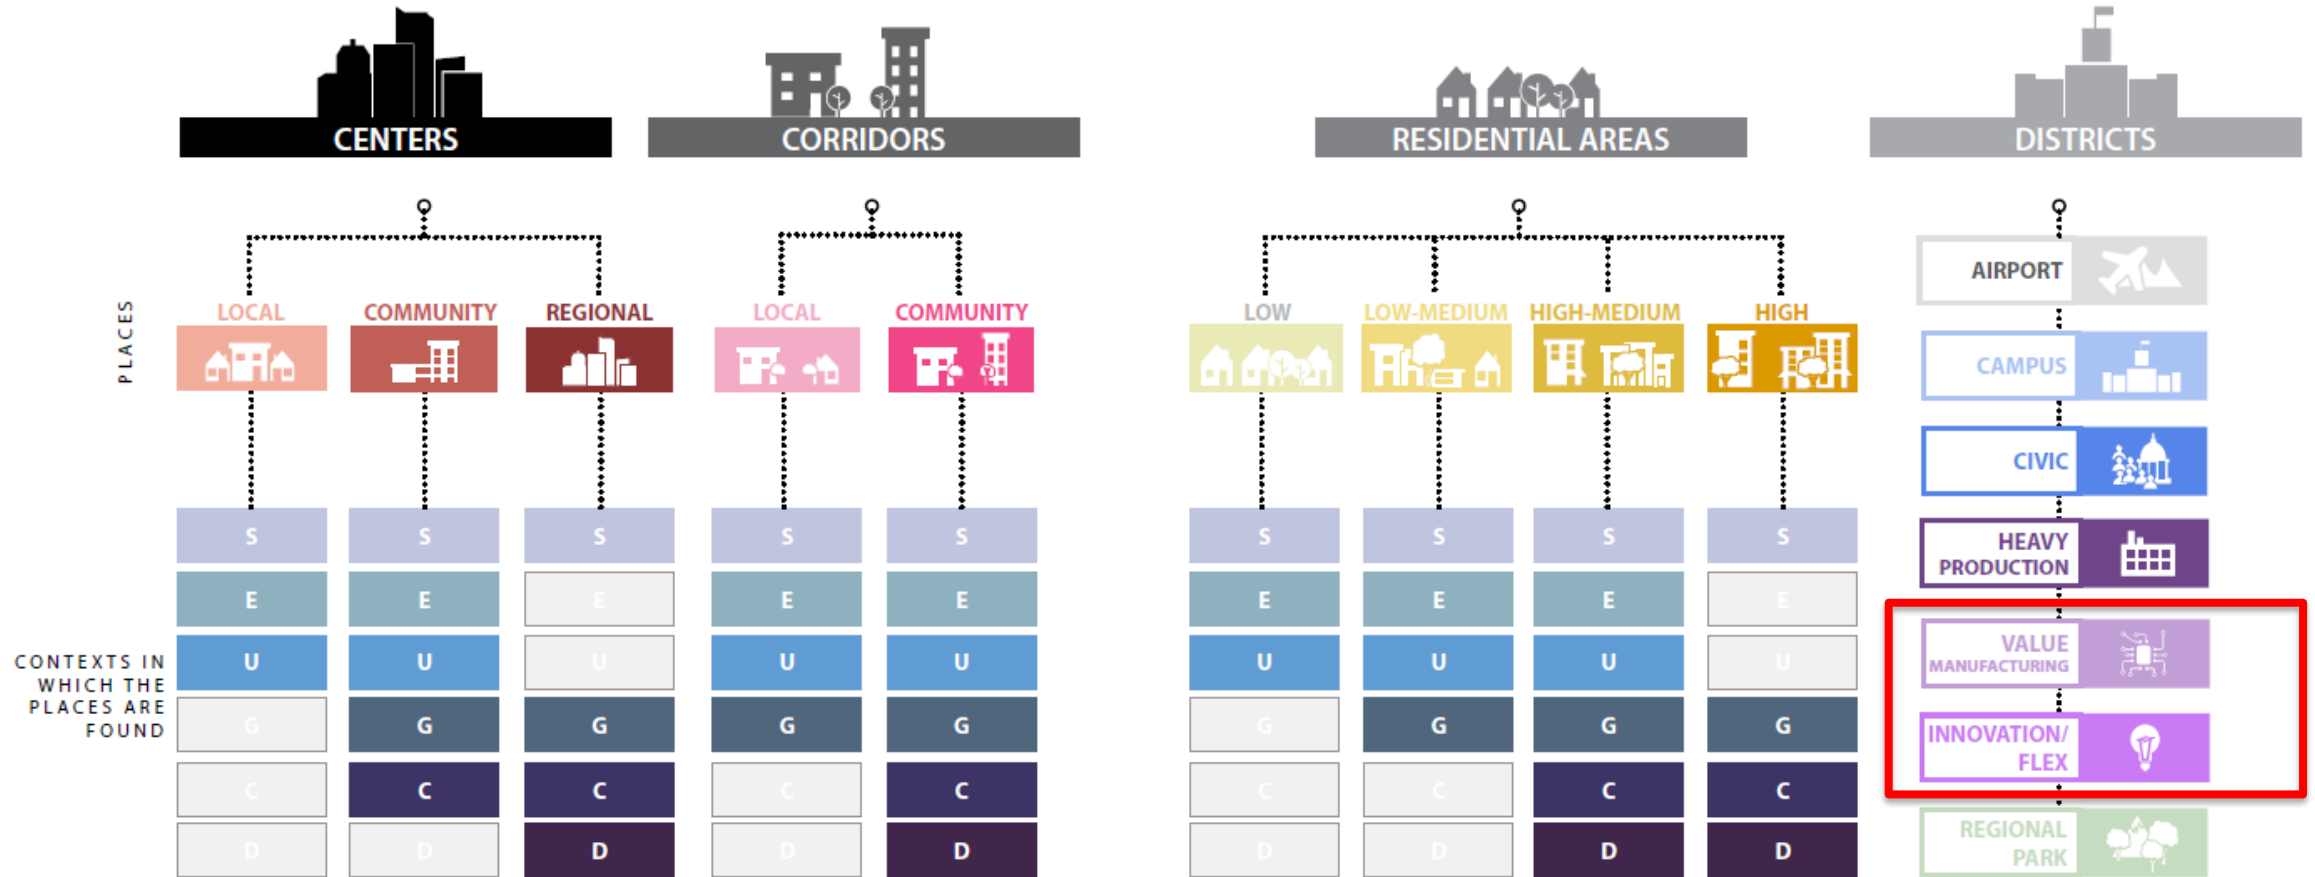 CENTERS
CORRIDORS
RESIDENTIAL AREAS
DISTRICTS
PLACES
LOCAL
COMMUNITY
REGIONAL
LOCAL
COMMUNITY
LOW
LOW-MEDIUM
HIGH-MEDIUM
HIGH
AIRPORT
CAMPUS
CIVIC
HEAVY
PRODUCTION
VALUE
MANUFACTURING
INNOVATION/
FLEX
REGIONAL
PARK
CONTEXTS IN
WHICH THE
PLACES ARE
FOUND
S S S S S S S S S
E E E E E E E E E
U U U U U U U U U
G G G G G G G G G
C C C C C C C C C
D D D D D D D D D